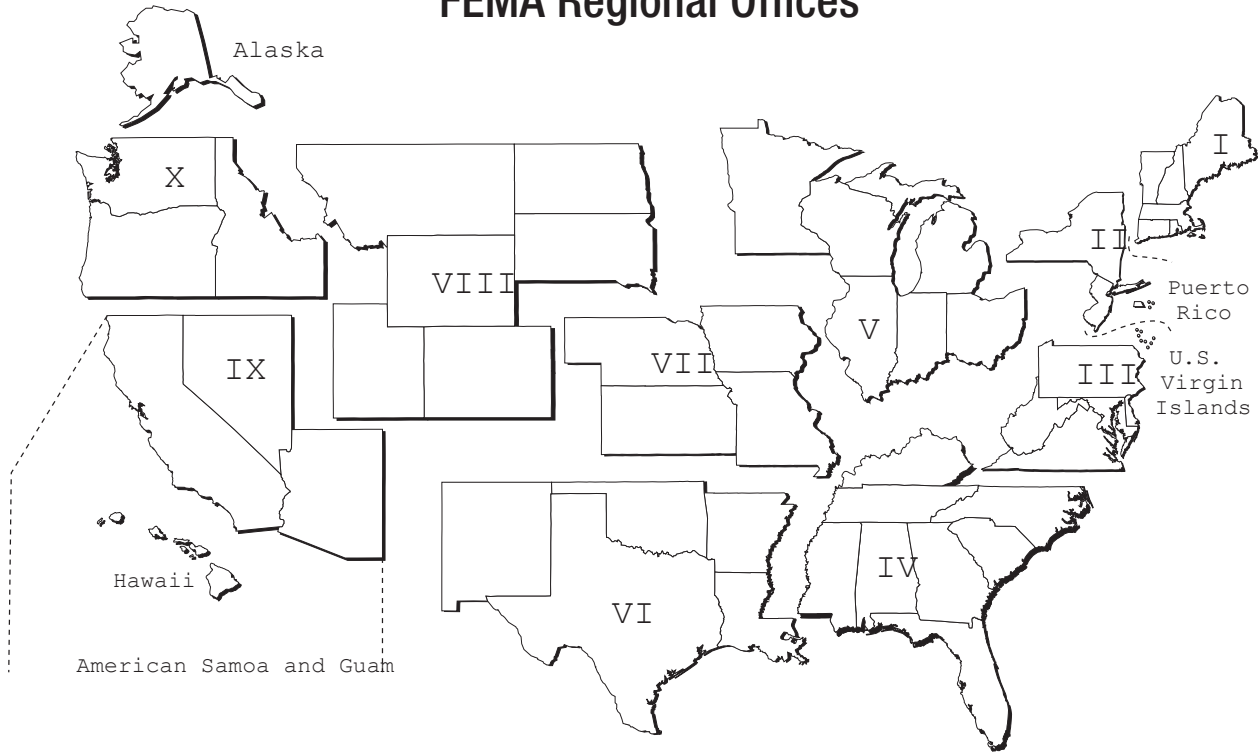 FEMA Regional Offices
Alaska
X
I
II
VIII
Puerto
Rico
V
IX
VII
III
U.S.
Virgin
Islands
IV
Hawaii
VI
American Samoa and Guam